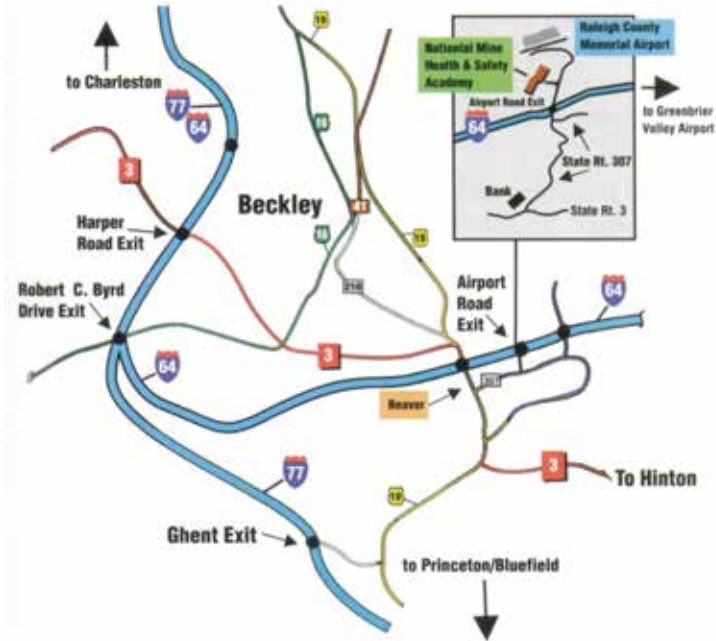 19
National Mine
Health & Safety
Academy
Raleigh County
Memorial Airport
to Charleston
77
64
Airport Road Exit
64
to Greenbrier
Valley Airport
State Rt. 307
Bank
State Rt. 3
3
Beckley
41
19
Harper
Road Exit
210
Airport
Road
Exit
64
Robert C. Byrd
Drive Exit
3
64
307
Beaver
3
To Hinton
77
19
Ghent Exit
to Princeton/Bluefield